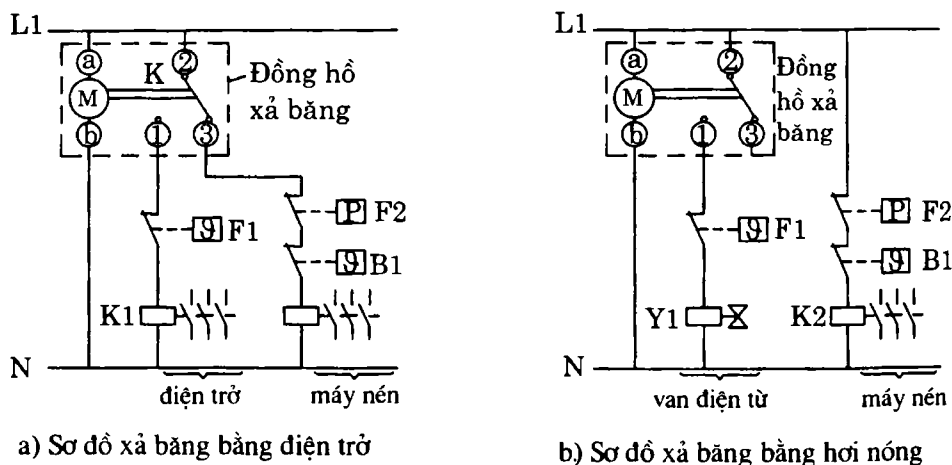 L1
a
2
K
M
Đồng hồ
xả băng
b
1
3
P F2
ϑ F1
ϑ B1
K1
N
điện trở
máy nén
a) Sơ đồ xả băng bằng điện trở
L1
a
2
M
Đồng
hồ xả
băng
b
1
3
P F2
ϑ F1
ϑ B1
Y1
K2
N
van điện từ
máy nén
b) Sơ đồ xả băng bằng hơi nóng